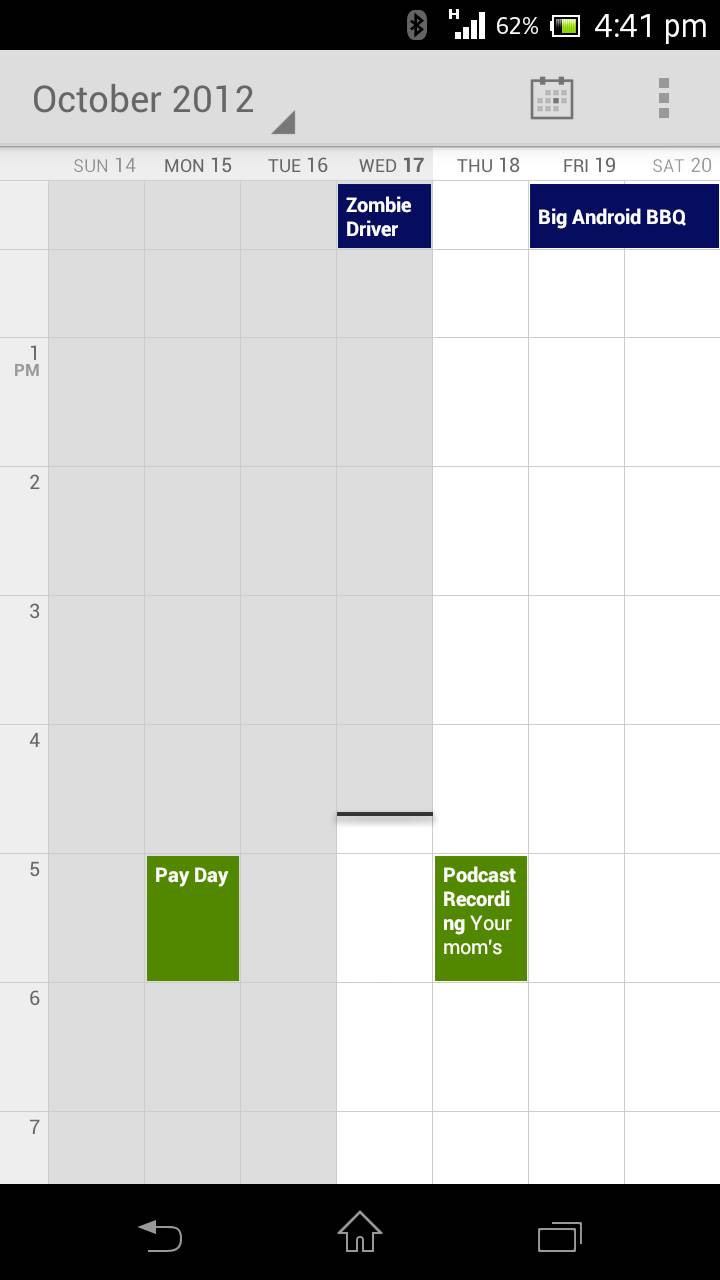 H 62% 4:41 pm
October 2012
SUN 14 MON 15 TUE 16 WED 17 THU 18 FRI 19 SAT 20
Zombie
Driver
Big Android BBQ
1
PM
2
3
4
5
Pay Day
Podcast
Recordi
ng Your
mom's
6
7